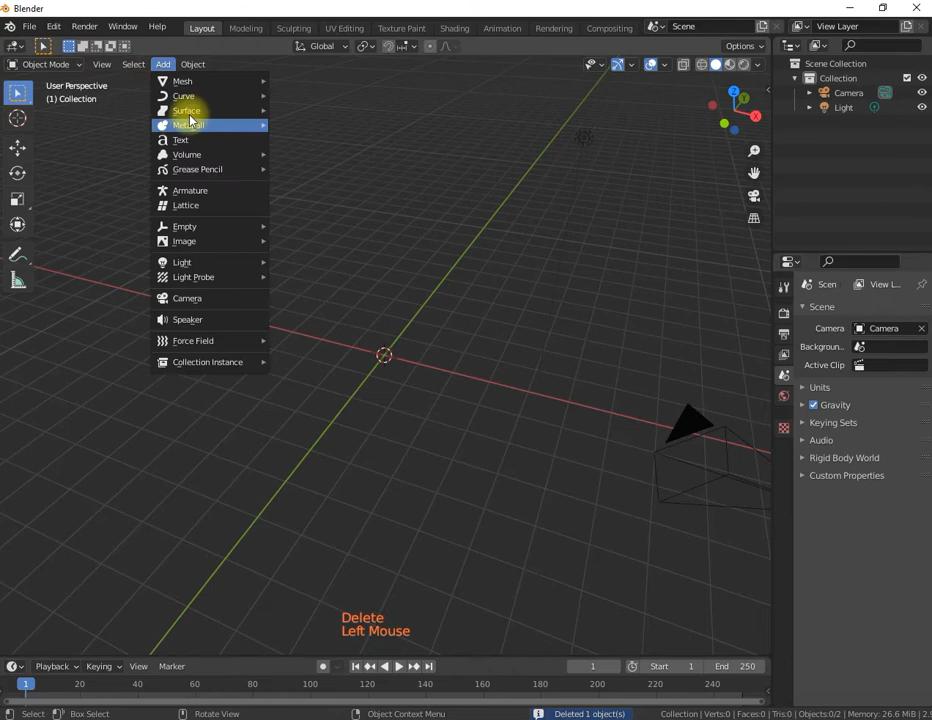 Blender
File Edit Render Window Help
Layout Modeling Sculpting UV Editing Texture Paint Shading Animation Rendering Compositing
Scene
View Layer
Global
Options
Object Mode View Select Add Object
User Perspective
(1) Collection
Mesh
Curve
Surface
Metaball
Text
Volume
Grease Pencil
Armature
Lattice
Empty
Image
Light
Light Probe
Camera
Speaker
Force Field
Collection Instance
Z
Y
X
Scene Collection
Collection
Camera
Light
Scen View L...
Scene
Camera Camera
Backgroun...
Active Clip
Units
Gravity
Keying Sets
Audio
Rigid Body World
Custom Properties
Delete
Left Mouse
Playback Keying View Marker
1 Start 1 End 250
1 20 40 60 80 100 120 140 160 180 200 220 240
Select Box Select Rotate View Object Context Menu Deleted 1 object(s) Collection | Verts:0 | Faces:0 | Tris:0 | Objects:0/2 | Memory: 26.6 MiB | 2.9